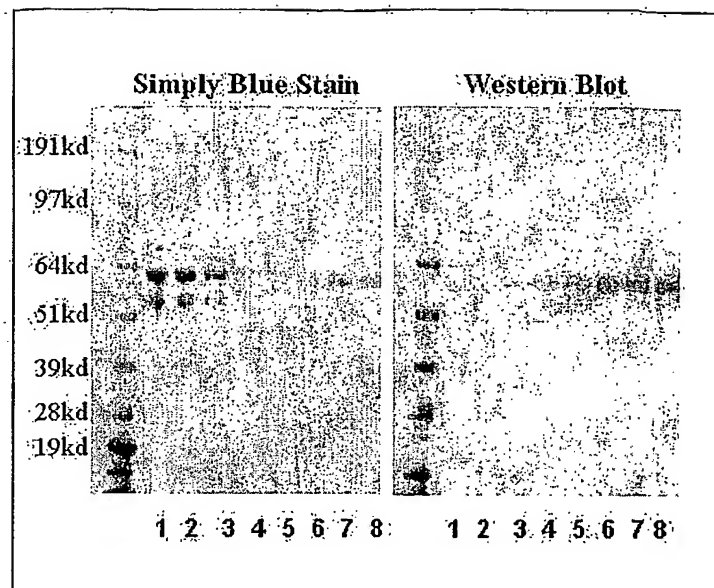 Simply Blue Stain
Western Blot
191kd
97kd
64kd
51kd
39kd
28kd
19kd
1 2 3 4 5 6 7 8
1 2 3 4 5 6 7 8